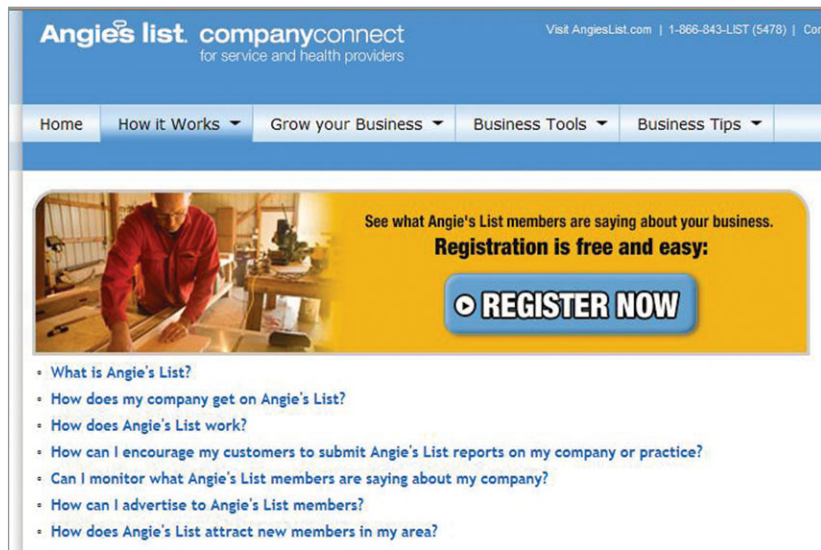 Angie's list. companyconnect
for service and health providers
Visit AngiesList.com | 1-866-843-LIST (5478) |
Home How it Works Grow your Business Business Tools Business Tips
See what Angie's List members are saying about your business.
Registration is free and easy:
REGISTER NOW
What is Angie's List?
How does my company get on Angie's List?
How does Angie's List work?
How can I encourage my customers to submit Angie's List reports on my company or practice?
Can I monitor what Angie's List members are saying about my company?
How can I advertise to Angie's List members?
How does Angie's List attract new members in my area?